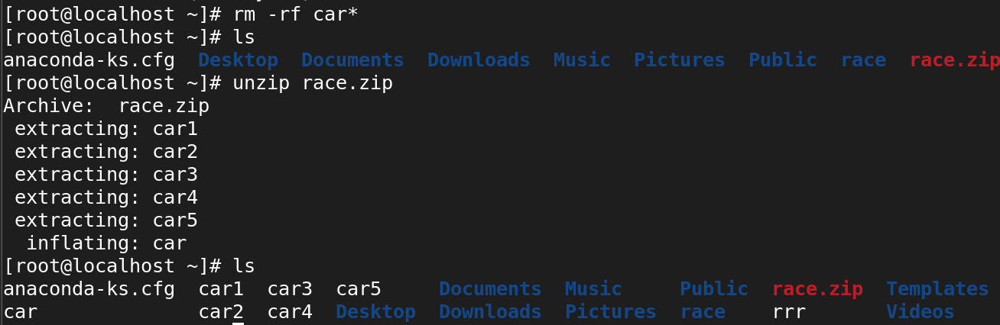 [root@localhost ~]# rm -rf car*
[root@localhost ~]# ls
anaconda-ks.cfg  Desktop  Documents  Downloads  Music  Pictures  Public  race  race.zip
[root@localhost ~]# unzip race.zip
Archive:  race.zip
 extracting: car1
 extracting: car2
 extracting: car3
 extracting: car4
 extracting: car5
  inflating: car
[root@localhost ~]# ls
anaconda-ks.cfg  car1  car3  car5     Documents  Music     Public  race.zip  Templates
car              car2  car4  Desktop  Downloads  Pictures  race    rrr       Videos